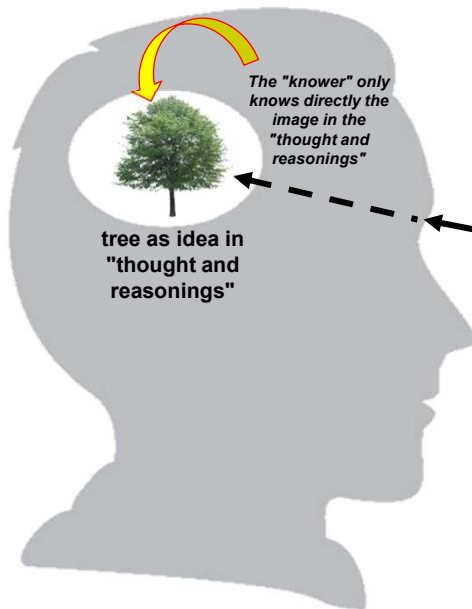 The "knower" only
knows directly the
image in the
"thought and
reasonings"
tree as idea in
"thought and
reasonings"